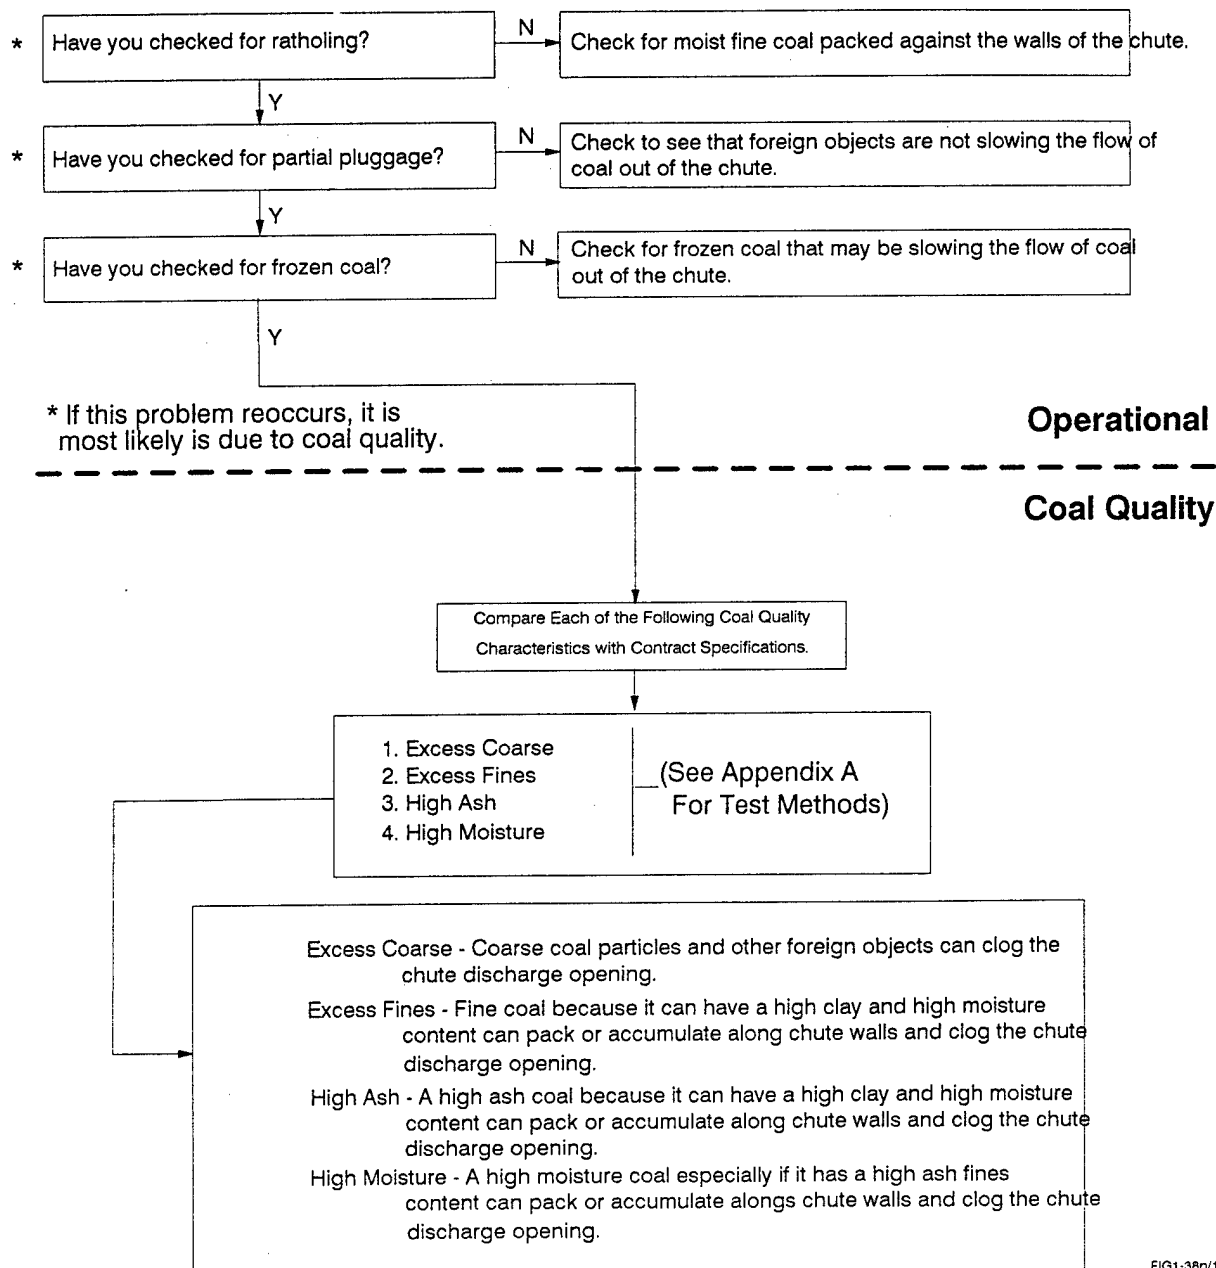 * Have you checked for ratholing? N Check for moist fine coal packed against the walls of the chute.
Y
* Have you checked for partial pluggage? N Check to see that foreign objects are not slowing the flow of
coal out of the chute.
Y
* Have you checked for frozen coal? N Check for frozen coal that may be slowing the flow of coal
out of the chute.
Y
* If this problem reoccurs, it is
most likely is due to coal quality.
Operational
Coal Quality
Compare Each of the Following Coal Quality
Characteristics with Contract Specifications.
1. Excess Coarse
2. Excess Fines
3. High Ash
4. High Moisture
(See Appendix A
For Test Methods)
Excess Coarse - Coarse coal particles and other foreign objects can clog the
chute discharge opening.
Excess Fines - Fine coal because it can have a high clay and high moisture
content can pack or accumulate along chute walls and clog the chute
discharge opening.
High Ash - A high ash coal because it can have a high clay and high moisture
content can pack or accumulate along chute walls and clog the chute
discharge opening.
High Moisture - A high moisture coal especially if it has a high ash fines
content can pack or accumulate alongs chute walls and clog the chute
discharge opening.